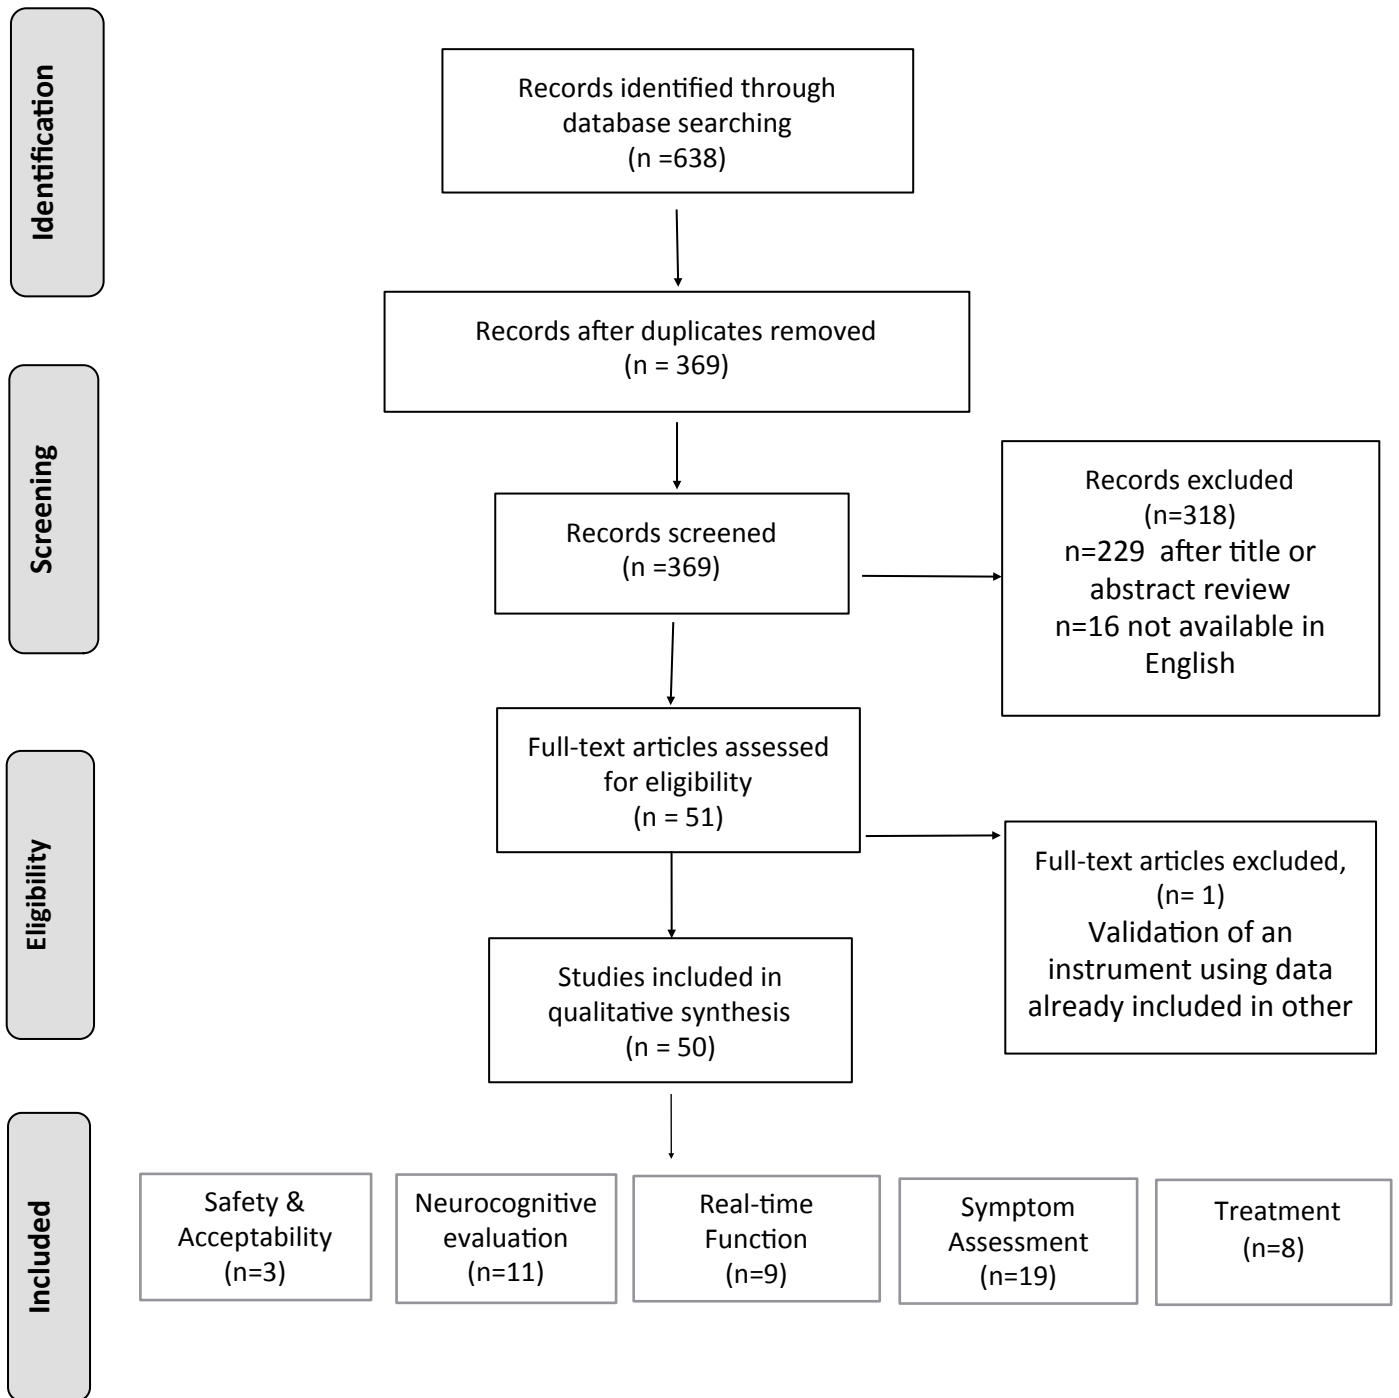 Identification
Records identified through
database searching
(n =638)
Records after duplicates removed
(n = 369)
Screening
Records screened
(n =369)
Records excluded
(n=318)
n=229 after title or
abstract review
n=16 not available in
English
Eligibility
Full-text articles assessed
for eligibility
(n = 51)
Full-text articles excluded,
(n= 1)
Validation of an
instrument using data
already included in other
Studies included in
qualitative synthesis
(n = 50)
Included
Safety &
Acceptability
(n=3)
Neurocognitive
evaluation
(n=11)
Real-time
Function
(n=9)
Symptom
Assessment
(n=19)
Treatment
(n=8)